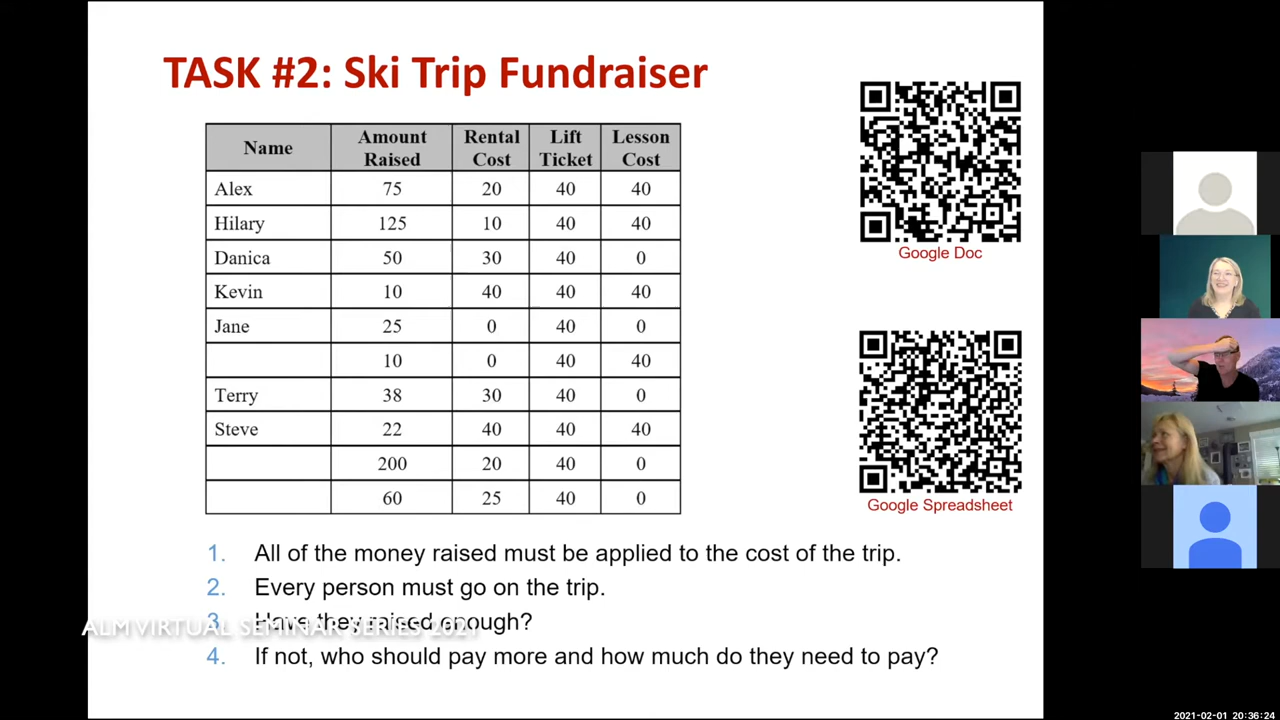 TASK #2: Ski Trip Fundraiser
Name Amount Raised Rental Cost Lift Ticket Lesson Cost
Alex 75 20 40 40
Hilary 125 10 40 40
Danica 50 30 40 0
Kevin 10 40 40 40
Jane 25 0 40 0
10 0 40 40
Terry 38 30 40 0
Steve 22 40 40 40
200 20 40 0
60 25 40 0
Google Doc
Google Spreadsheet
1. All of the money raised must be applied to the cost of the trip.
2. Every person must go on the trip.
3. Have they raised enough?
ALM VIRTUAL SEMINAR SERIES 2021
4. If not, who should pay more and how much do they need to pay?
2021-02-01 20:36:24